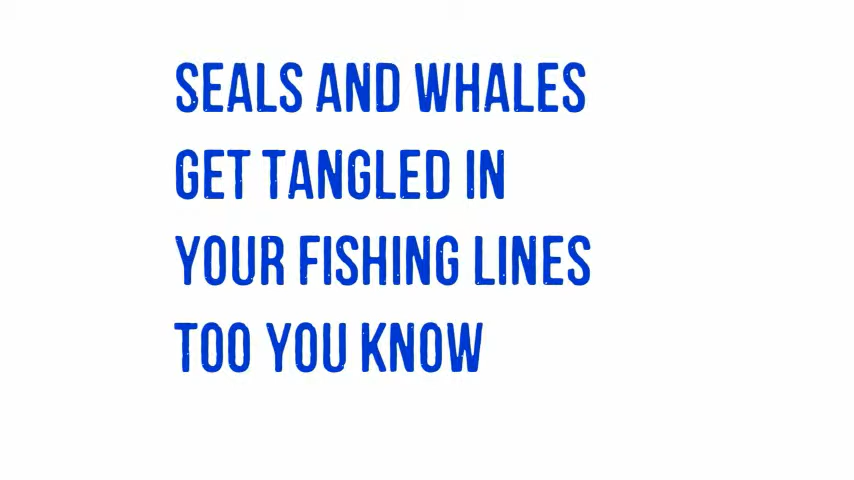 SEALS AND WHALES
GET TANGLED IN
YOUR FISHING LINES
TOO YOU KNOW